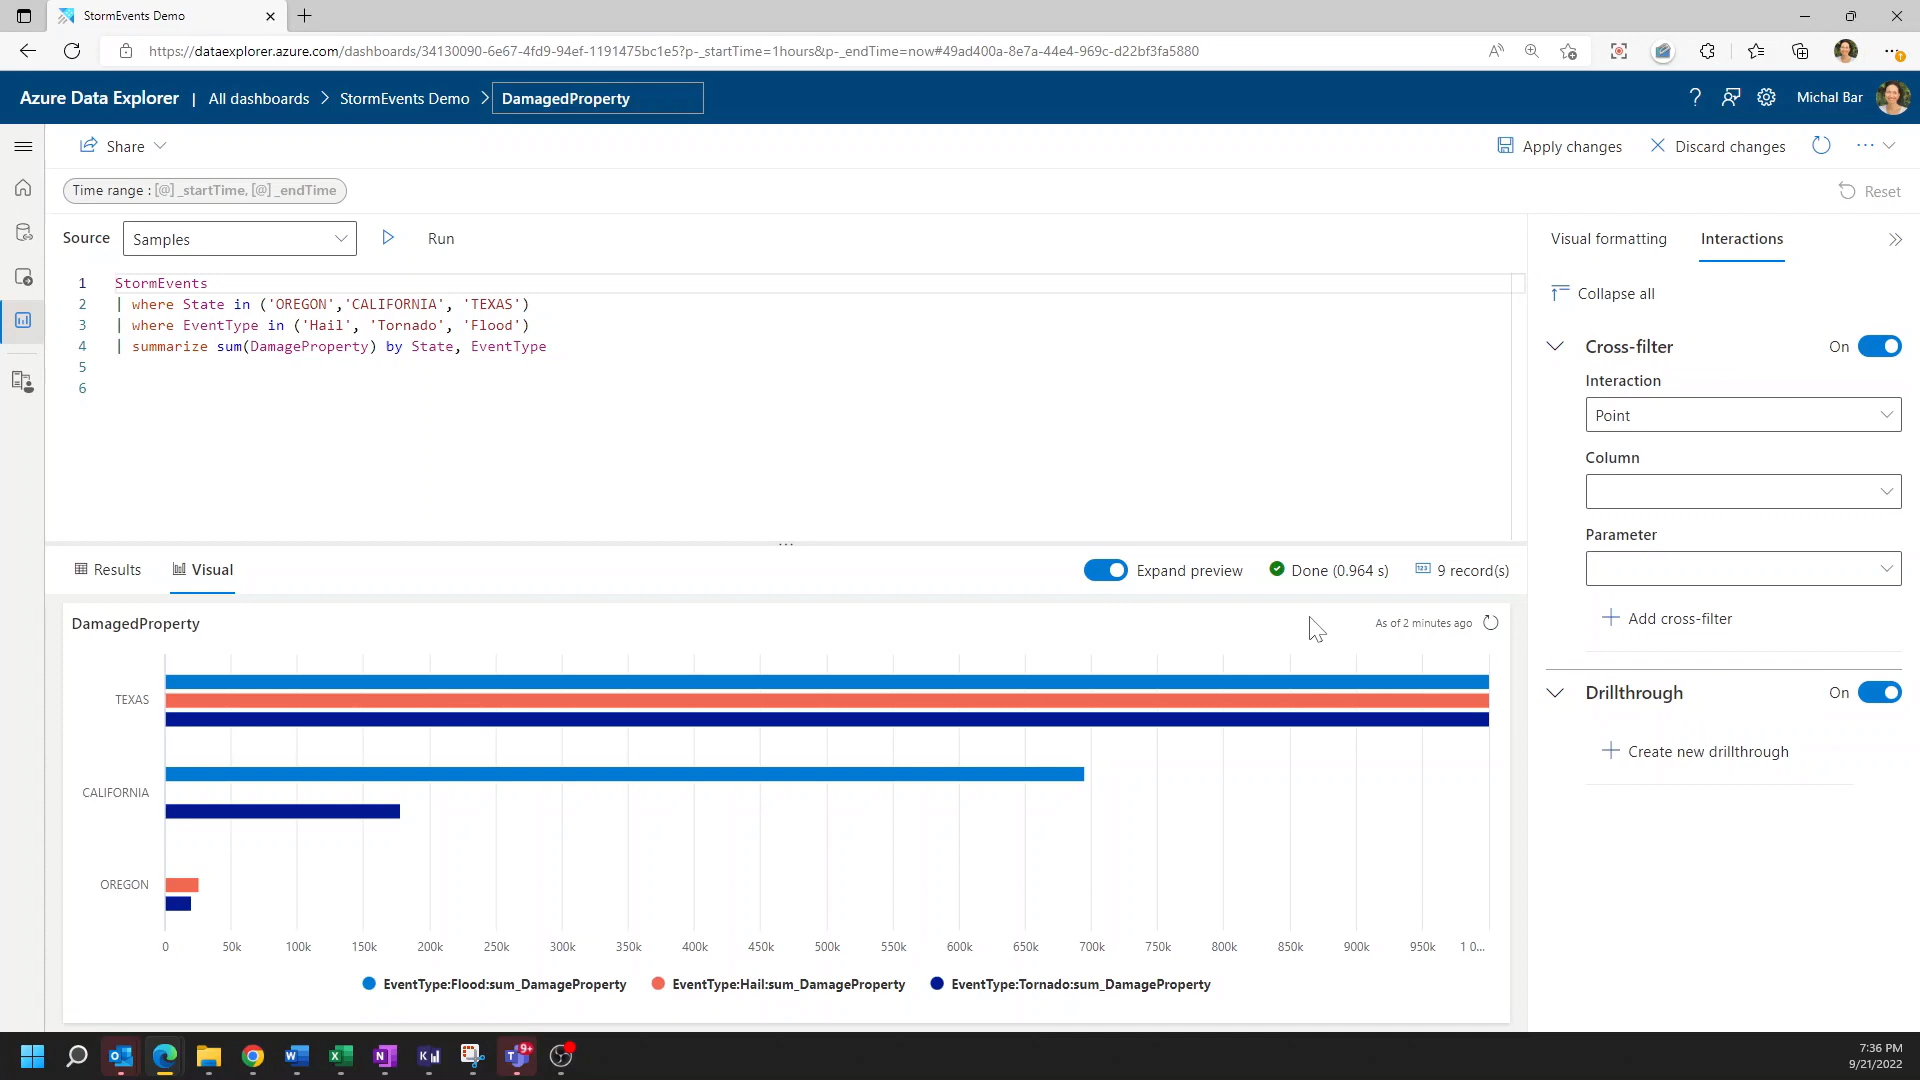 StormEvents Demo
https://dataexplorer.azure.com/dashboards/34130090-6e67-4fd9-94ef-1191475bc1e5?p-_startTime=1hours&p-_endTime=now#49ad400a-8e7a-44e4-969c-d22bf3fa5880
Azure Data Explorer | All dashboards > StormEvents Demo > DamagedProperty
Michal Bar
Share
Apply changes
Discard changes
Time range : [@] _startTime, [@] _endTime
Reset
Source
Samples
Run
1 StormEvents
2 | where State in ('OREGON','CALIFORNIA', 'TEXAS')
3 | where EventType in ('Hail', 'Tornado', 'Flood')
4 | summarize sum(DamageProperty) by State, EventType
5
6
Visual formatting
Interactions
Collapse all
Cross-filter
On
Interaction
Point
Column
Parameter
Add cross-filter
Drillthrough
On
Create new drillthrough
Results
Visual
Expand preview
Done (0.964 s)
9 record(s)
DamagedProperty
As of 2 minutes ago
TEXAS
CALIFORNIA
OREGON
0 50k 100k 150k 200k 250k 300k 350k 400k 450k 500k 550k 600k 650k 700k 750k 800k 850k 900k 950k 1 0...
EventType:Flood:sum_DamageProperty
EventType:Hail:sum_DamageProperty
EventType:Tornado:sum_DamageProperty
9+
7:36 PM
9/21/2022